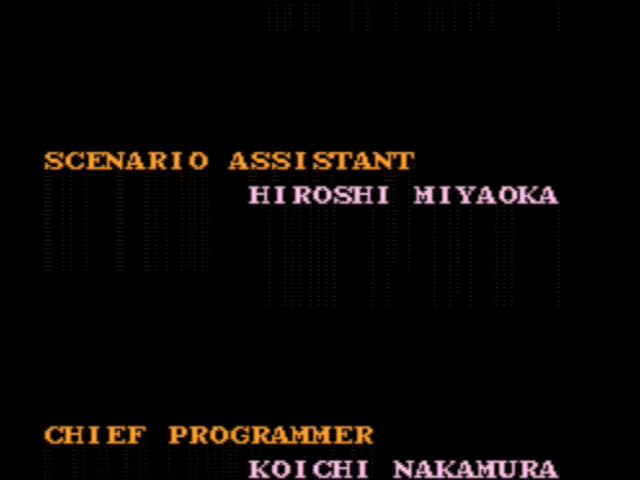 SCENARIO ASSISTANT
HIROSHI MIYAOKA
CHIEF PROGRAMMER
KOICHI NAKAMURA